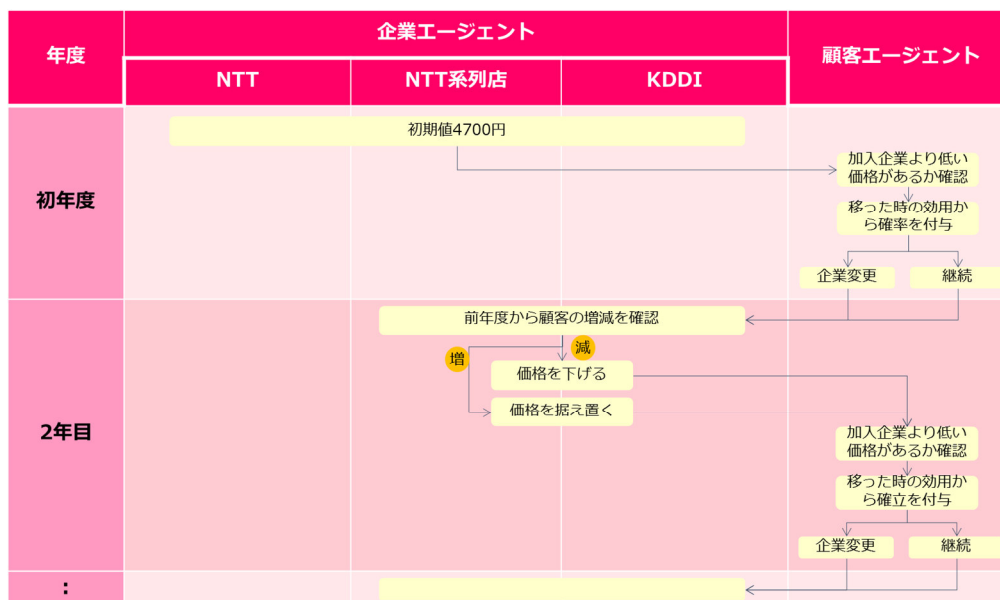 年度
企業エージェント
顧客エージェント
NTT
NTT系列店
KDDI
初年度
初期値4700円
加入企業より低い
価格があるか確認
移った時の効用か
ら確率を付与
企業変更
継続
2年目
前年度から顧客の増減を確認
増
減
価格を下げる
価格を据え置く
加入企業より低い
価格があるか確認
移った時の効用か
ら確立を付与
企業変更
継続
: